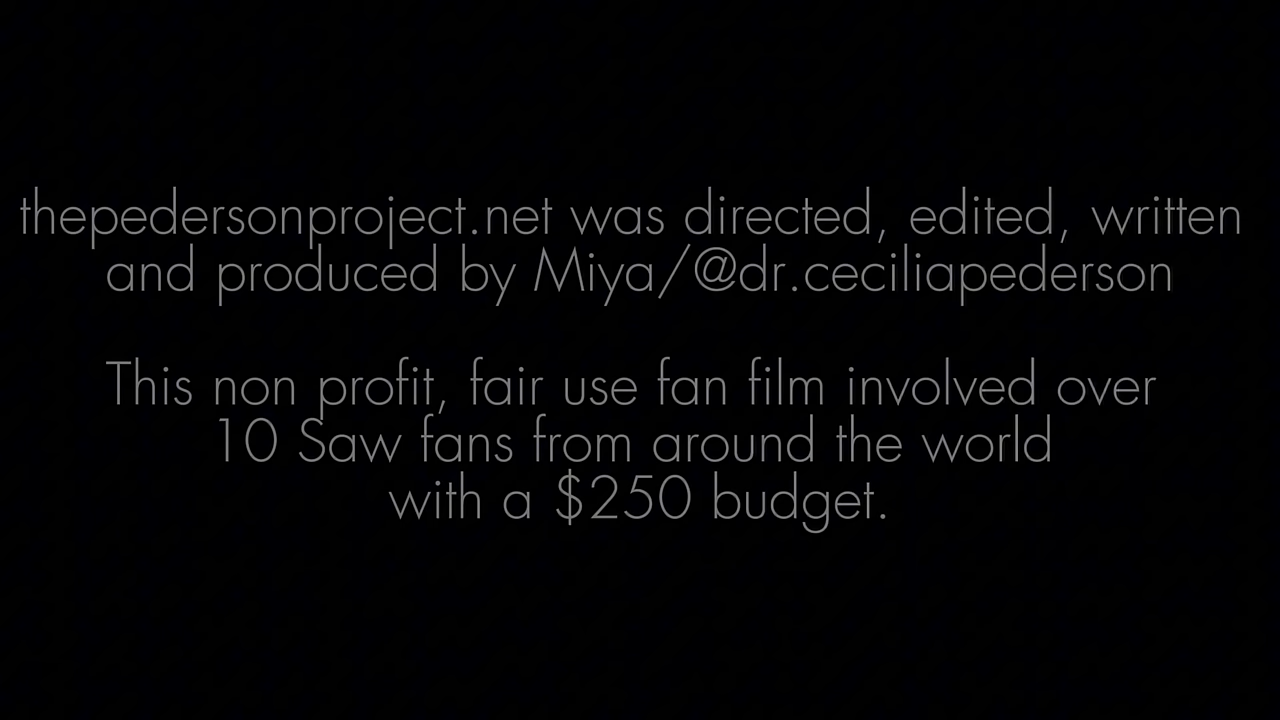 thepedersonproject.net was directed, edited, written
and produced by Miya/@dr.ceciliapederson
This non profit, fair use fan film involved over
10 Saw fans from around the world
with a $250 budget.